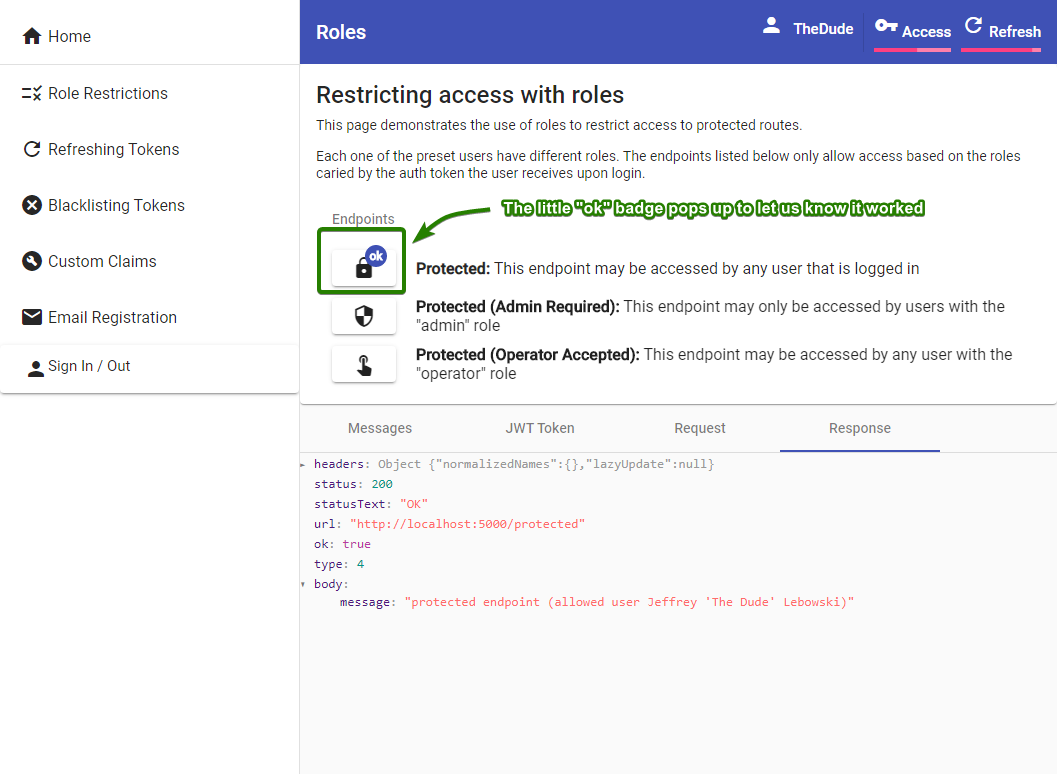 Home
Role Restrictions
Refreshing Tokens
Blacklisting Tokens
Custom Claims
Email Registration
Sign In / Out
Roles
TheDude
Access
Refresh
Restricting access with roles
This page demonstrates the use of roles to restrict access to protected routes.
Each one of the preset users have different roles. The endpoints listed below only allow access based on the roles
caried by the auth token the user receives upon login.
The little "ok" badge pops up to let us know it worked
Endpoints
ok
Protected: This endpoint may be accessed by any user that is logged in
Protected (Admin Required): This endpoint may only be accessed by users with the
"admin" role
Protected (Operator Accepted): This endpoint may be accessed by any user with the
"operator" role
Messages
JWT Token
Request
Response
headers: Object {"normalizedNames":{},"lazyUpdate":null}
status: 200
statusText: "OK"
url: "http://localhost:5000/protected"
ok: true
type: 4
body:
message: "protected endpoint (allowed user Jeffrey 'The Dude' Lebowski)"